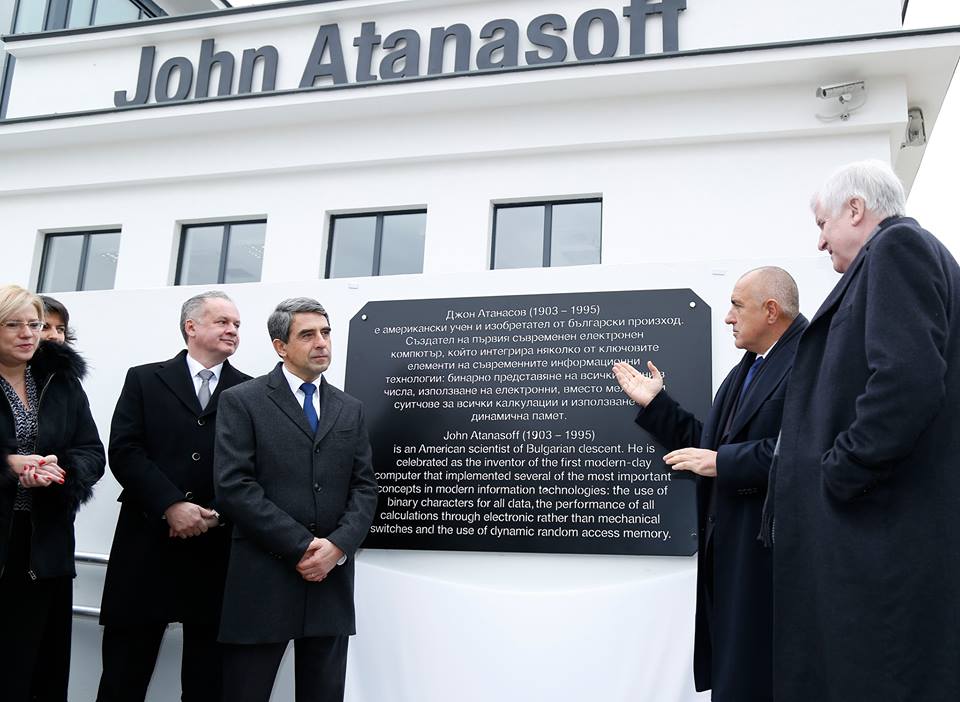 John Atanasoff
Джон Атанасов (1903 – 1995)
е американски учен и изобретател от български произход.
Създател на първия съвременен електронен
компютър, който интегрира няколко от ключовите
елементи на съвременните информационни
технологии: бинарно представяне на всички в
числа, използване на електронни, вместо
суитчове за всички калкулации и използване
динамична памет.
John Atanasoff (1903 – 1995)
is an American scientist of Bulgarian descent. He is
celebrated as the inventor of the first modern-day
computer that implemented several of the most important
concepts in modern information technologies: the use of
binary characters for all data, the performance of all
calculations through electronic rather than mechanical
switches and the use of dynamic random access memory.